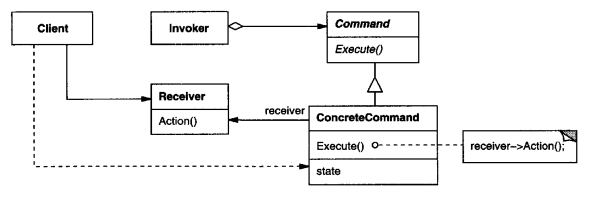 Client
Invoker
Command
Execute()
Receiver
Action()
receiver
ConcreteCommand
Execute()
state
receiver->Action();